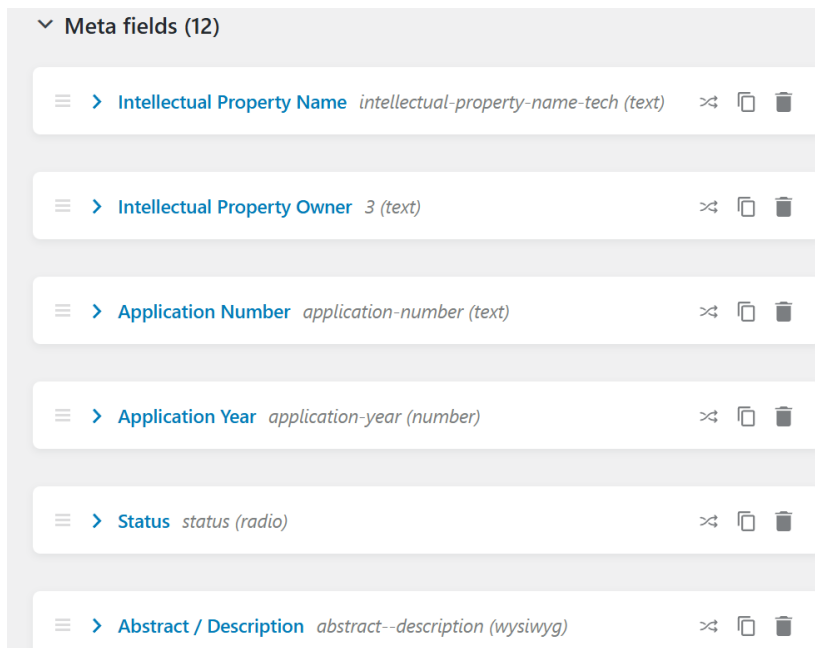 Meta fields (12)
Intellectual Property Name intellectual-property-name-tech (text)
Intellectual Property Owner 3 (text)
Application Number application-number (text)
Application Year application-year (number)
Status status (radio)
Abstract / Description abstract--description (wysiwyg)